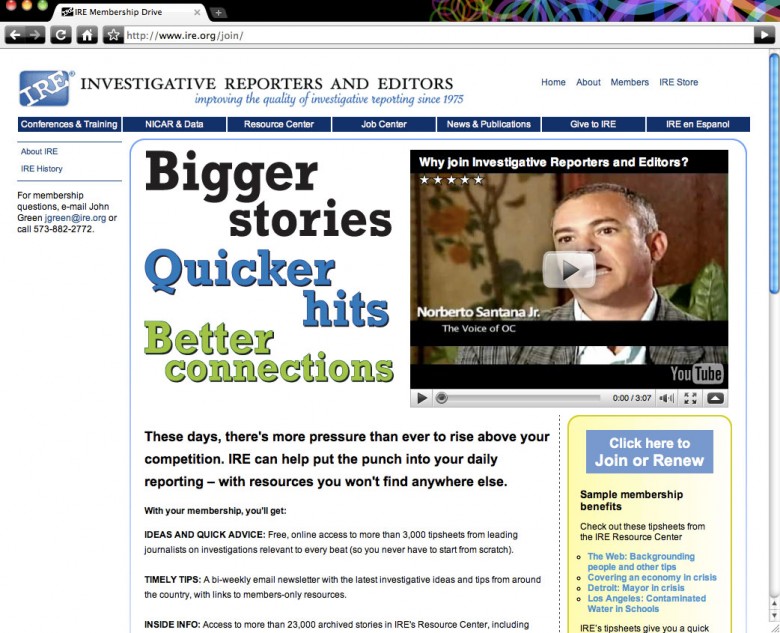 IRE Membership Drive
http://www.ire.org/join/
IRE®
INVESTIGATIVE REPORTERS AND EDITORS
improving the quality of investigative reporting since 1975
Home About Members IRE Store
Conferences & Training NICAR & Data Resource Center Job Center News & Publications Give to IRE IRE en Espanol
About IRE
IRE History
For membership
questions, e-mail John
Green jgreen@ire.org or
call 573-882-2772.
Bigger
stories
Quicker
hits
Better
connections
Why join Investigative Reporters and Editors?
Norberto Santana Jr.
The Voice of OC
YouTube
0:00 / 3:07
These days, there's more pressure than ever to rise above your
competition. IRE can help put the punch into your daily
reporting – with resources you won't find anywhere else.
With your membership, you'll get:
IDEAS AND QUICK ADVICE: Free, online access to more than 3,000 tipsheets from leading
journalists on investigations relevant to every beat (so you never have to start from scratch).
TIMELY TIPS: A bi-weekly email newsletter with the latest investigative ideas and tips from around
the country, with links to members-only resources.
INSIDE INFO: Access to more than 23,000 archived stories in IRE's Resource Center, including
Click here to
Join or Renew
Sample membership
benefits
Check out these tipsheets from
the IRE Resource Center
The Web: Backgrounding
people and other tips
Covering an economy in crisis
Detroit: Mayor in crisis
Los Angeles: Contaminated
Water in Schools
IRE's tipsheets give you a quick